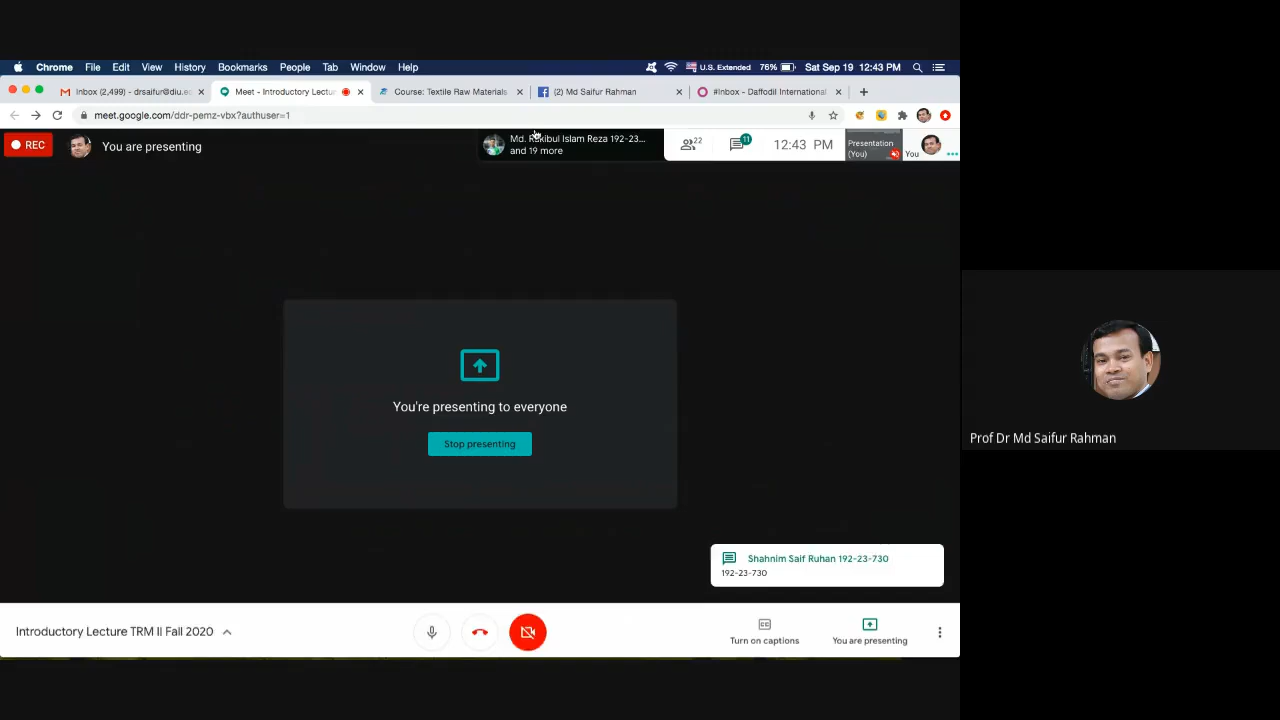 Chrome File Edit View History Bookmarks People Tab Window Help U.S. Extended 76% Sat Sep 19 12:43 PM
Inbox (2,499) - drsaifur@diu.ed
Meet - Introductory Lectu
Course: Textile Raw Materials
(2) Md Saifur Rahman
#Inbox - Daffodil International
meet.google.com/ddr-pemz-vbx?authuser=1
REC
You are presenting
Md. Rakibul Islam Reza 192-23...
and 19 more
22
11
12:43 PM
Presentation
(You)
You
You're presenting to everyone
Stop presenting
Prof Dr Md Saifur Rahman
Shahnim Saif Ruhan 192-23-730
192-23-730
Introductory Lecture TRM II Fall 2020
Turn on captions
You are presenting